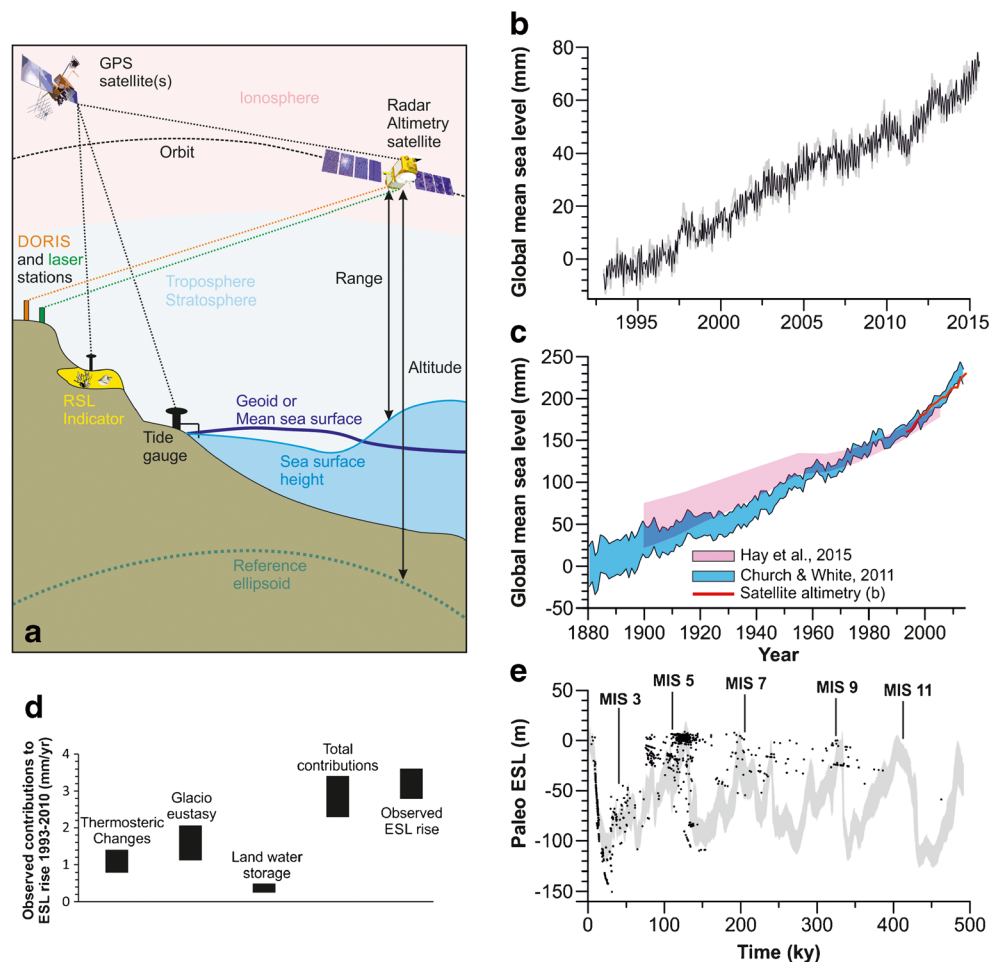 GPS
satellite(s)
Ionosphere
Radar
Altimetry
satellite
Orbit
DORIS
and laser
stations
Troposphere
Stratosphere
Range
Altitude
RSL
Indicator
Tide
gauge
Geoid or
Mean sea surface
Sea surface
height
Reference
ellipsoid
a
b
Global mean sea level (mm)
80
60
40
20
0
1995
2000
2005
2010
2015
c
Global mean sea level (mm)
250
200
150
100
50
0
-50
Hay et al., 2015
Church & White, 2011
Satellite altimetry (b)
1880
1900
1920
1940
1960
1980
2000
Year
d
Observed contributions to
ESL rise 1993-2010 (mm/yr)
4
3
2
1
0
Thermosteric
Changes
Glacio
eustasy
Land water
storage
Total
contributions
Observed
ESL rise
e
Paleo ESL (m)
50
0
-50
-100
-150
MIS 3
MIS 5
MIS 7
MIS 9
MIS 11
0
100
200
300
400
500
Time (ky)